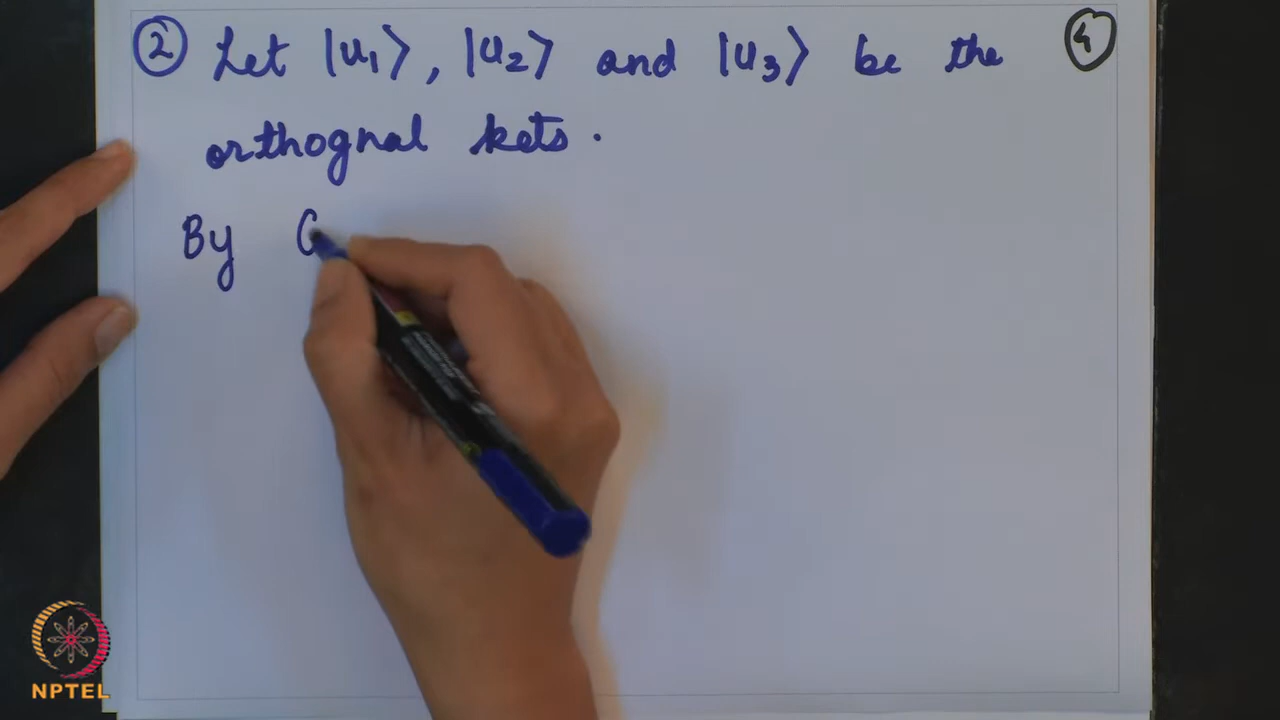 ② Let |u₁⟩, |u₂⟩ and |u₃⟩ be the
④
orthognal kets.
By
NPTEL